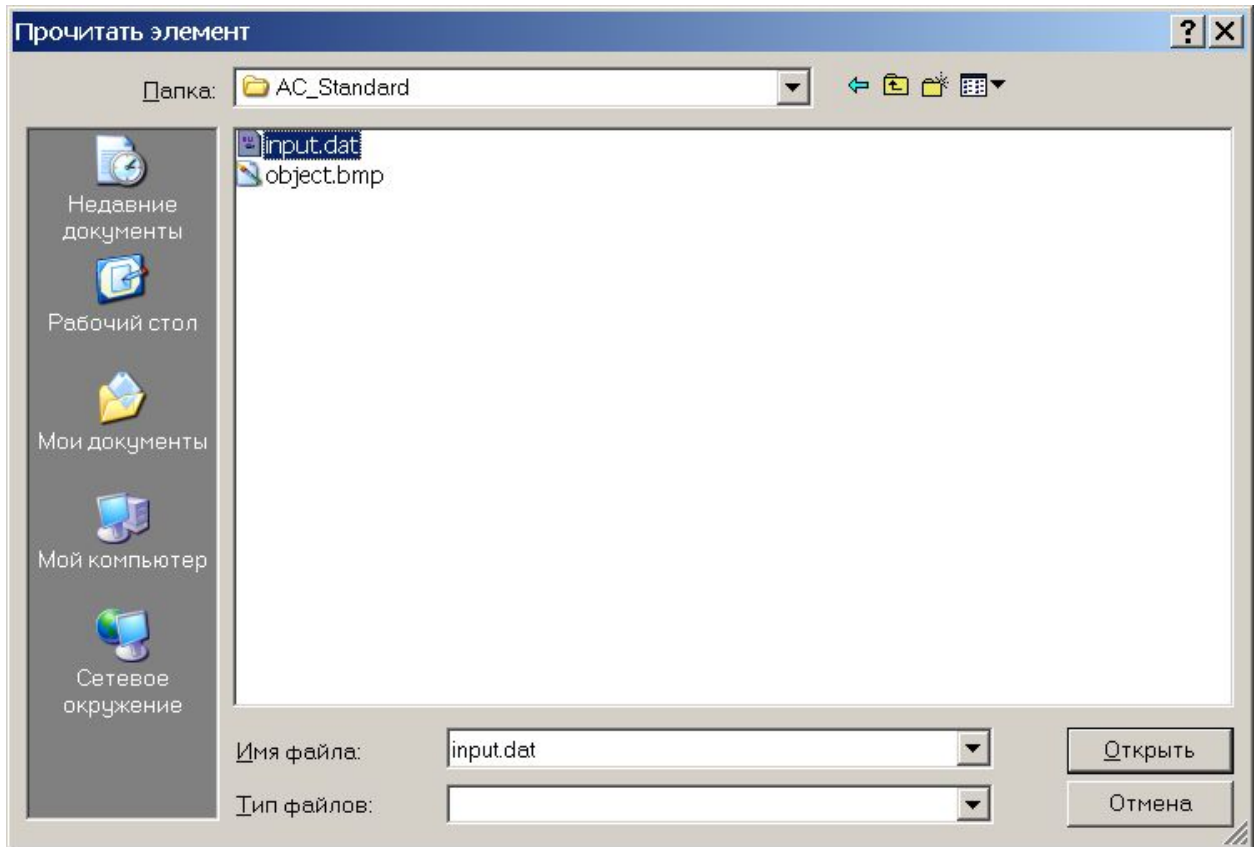 Прочитать элемент
Папка:
AC_Standard
input.dat
object.bmp
Недавние
документы
Рабочий стол
Мои документы
Мой компьютер
Сетевое
окружение
Имя файла:
input.dat
Открыть
Тип файлов:
Отмена